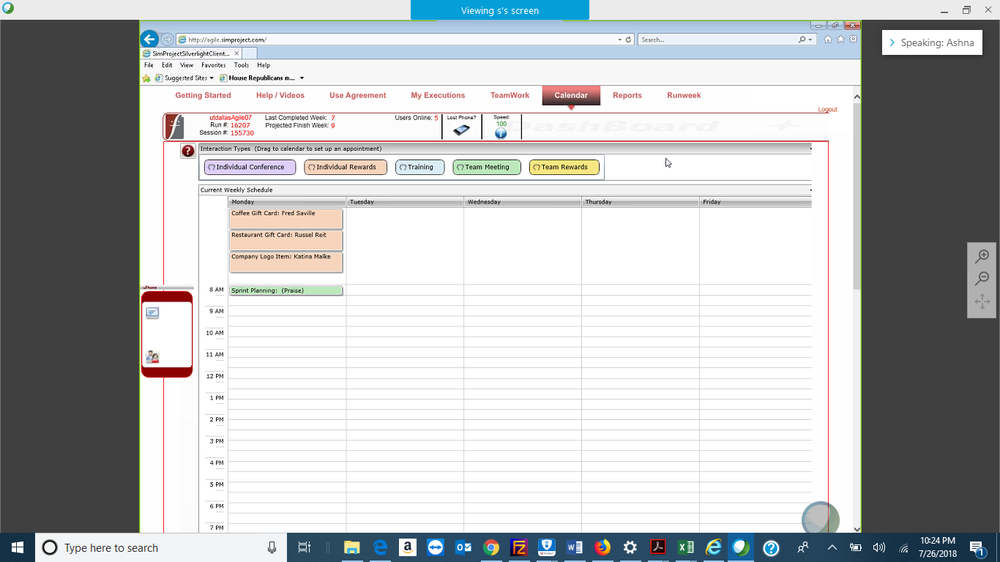 Viewing s's screen
Speaking: Ashna
http://agile.simproject.com/
Search...
SimProjectSilverlightClient...
File Edit View Favorites Tools Help
Suggested Sites House Republicans m...
Getting Started Help / Videos Use Agreement My Executions TeamWork Calendar Reports Runweek
Logout
utdallasAgile07 Last Completed Week: 7 Users Online: 5 Lost Phone? Speed:
Run #: 16207 Projected Finish Week: 9 100
Session #: 155730
DashBoard
Interaction Types (Drag to calendar to set up an appointment)
Individual Conference Individual Rewards Training Team Meeting Team Rewards
Current Weekly Schedule
Monday Tuesday Wednesday Thursday Friday
Coffee Gift Card: Fred Saville
Restaurant Gift Card: Russel Reit
Company Logo Item: Katina Malke
8 AM Sprint Planning: (Praise)
9 AM
10 AM
11 AM
12 PM
1 PM
2 PM
3 PM
4 PM
5 PM
6 PM
7 PM
Type here to search
10:24 PM
7/26/2018